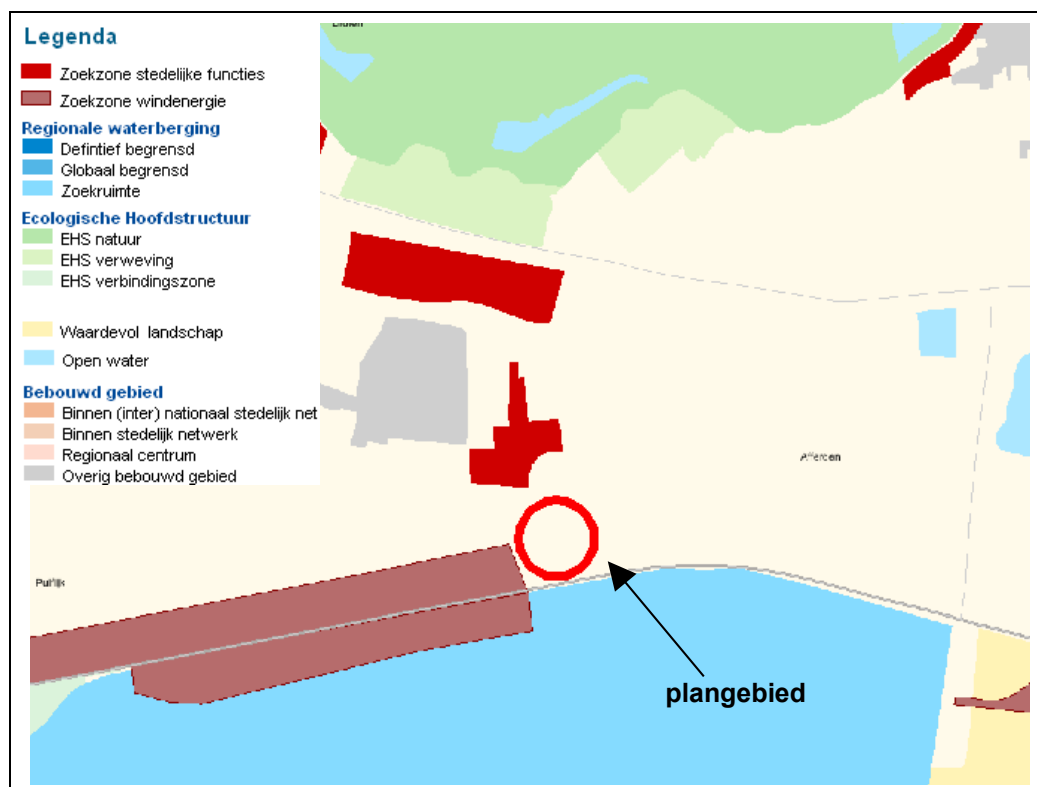 Legenda
Zoekzone stedelijke functies
Zoekzone windenergie
Regionale waterberging
Defintief begrensd
Globaal begrensd
Zoekruimte
Ecologische Hoofdstructuur
EHS natuur
EHS verweving
EHS verbindingszone
Waardevol landschap
Open water
Bebouwd gebied
Binnen (inter) nationaal stedelijk net
Binnen stedelijk netwerk
Regionaal centrum
Overig bebouwd gebied
Afferden
Puiflijk
plangebied